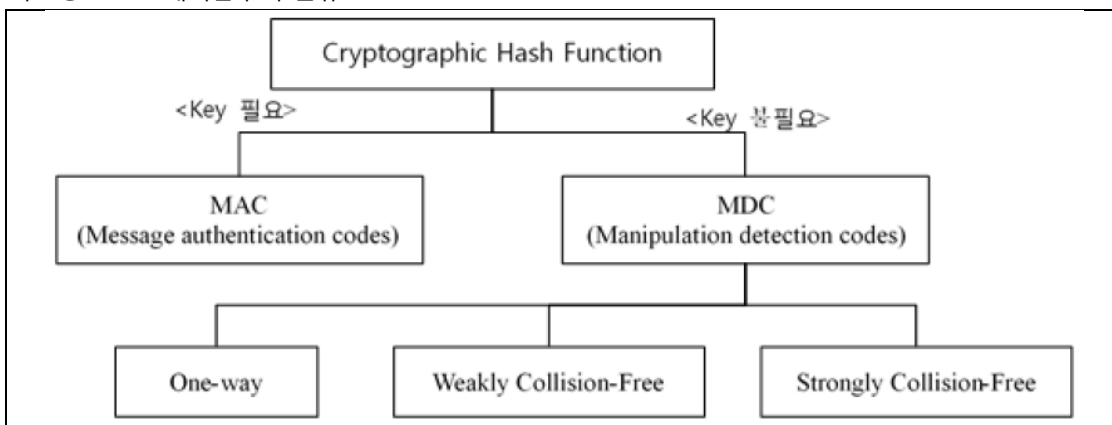 Cryptographic Hash Function
<Key 필요>
<Key 불필요>
MAC
(Message authentication codes)
MDC
(Manipulation detection codes)
One-way
Weakly Collision-Free
Strongly Collision-Free